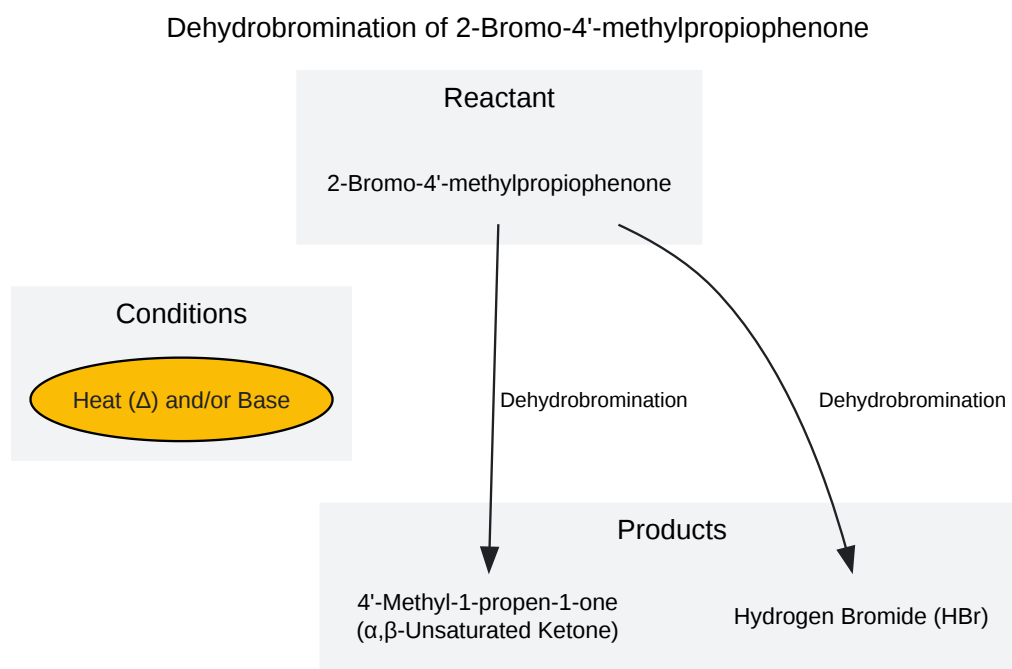 Dehydrobromination of 2-Bromo-4'-methylpropiophenone
Reactant
2-Bromo-4'-methylpropiophenone
Conditions
Heat (Δ) and/or Base
Dehydrobromination
Dehydrobromination
Products
4'-Methyl-1-propen-1-one
(α,β-Unsaturated Ketone)
Hydrogen Bromide (HBr)